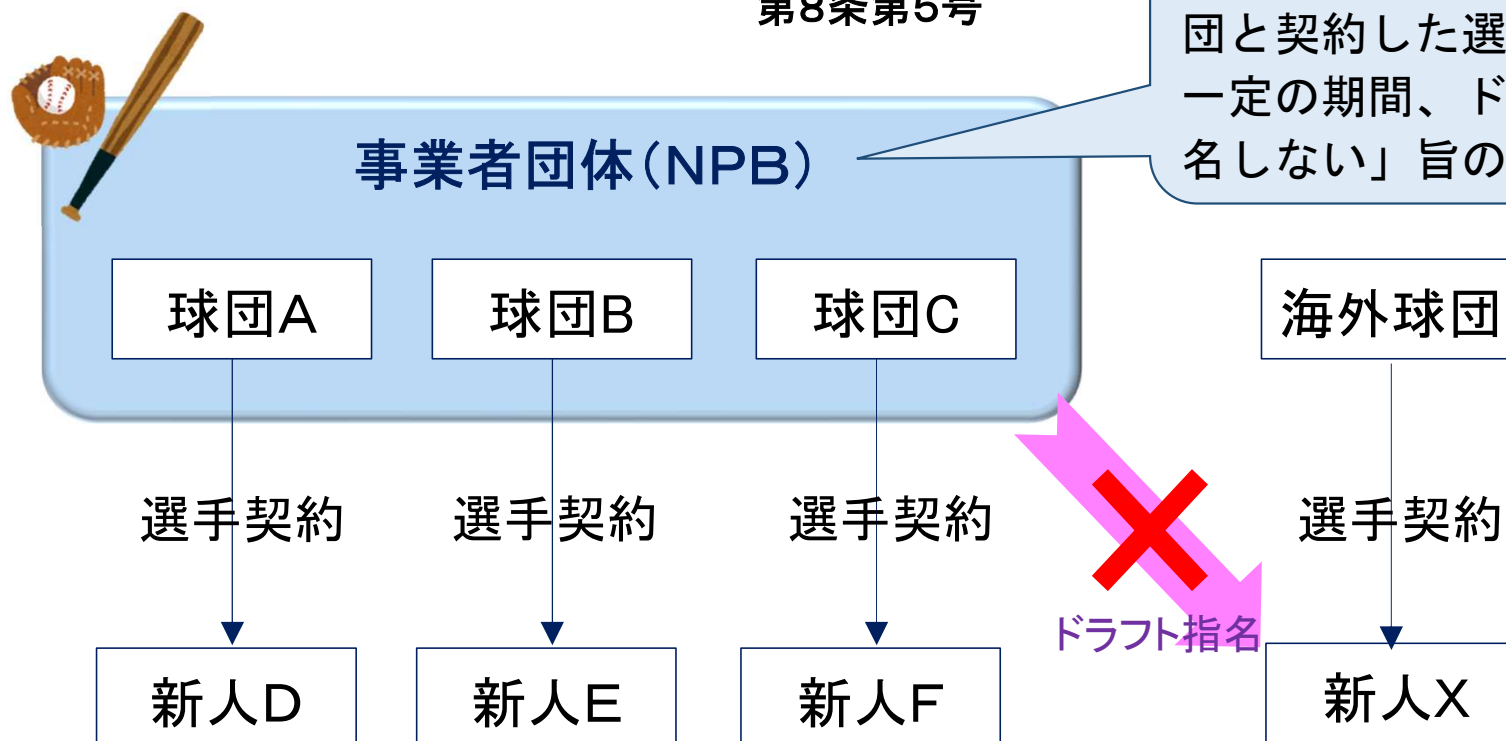 第8条第5号
団と契約した選
一定の期間、ド
名しない」旨の
事業者団体(NPB)
球団A
球団B
球団C
海外球団
選手契約
選手契約
選手契約
選手契約
ドラフト指名
新人D
新人E
新人F
新人X